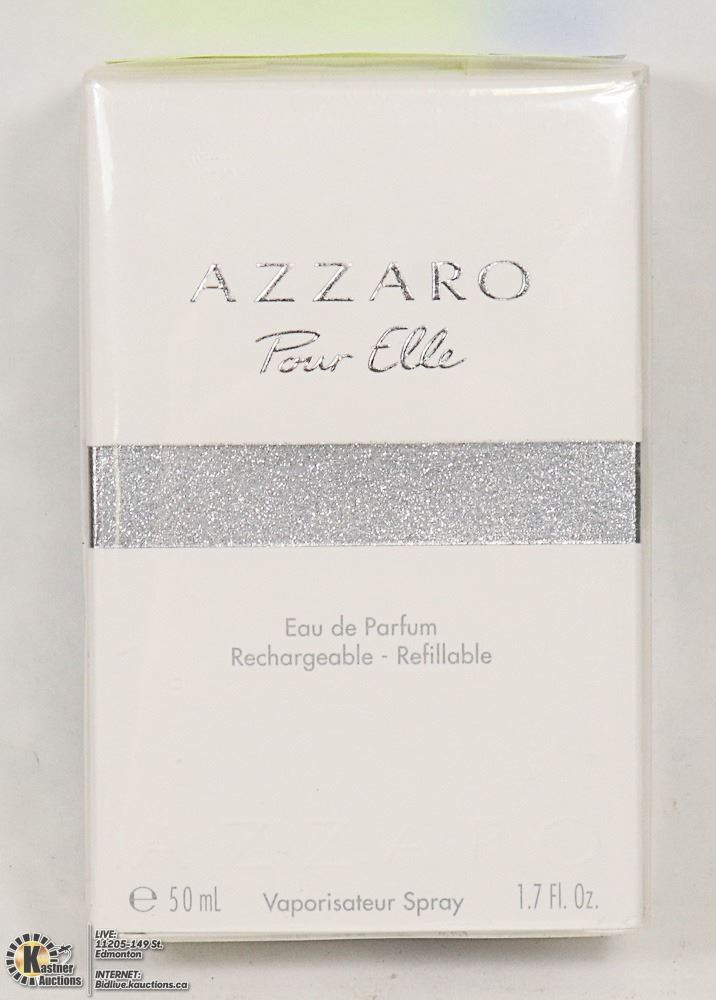 AZZARO
Pour Elle
Eau de Parfum
Rechargeable - Refillable
AZZARO
℮ 50 mL Vaporisateur Spray 1.7 Fl. Oz.
Kastner
Auctions
LIVE:
11205-149 St.
Edmonton
INTERNET:
Bidlive.kauctions.ca